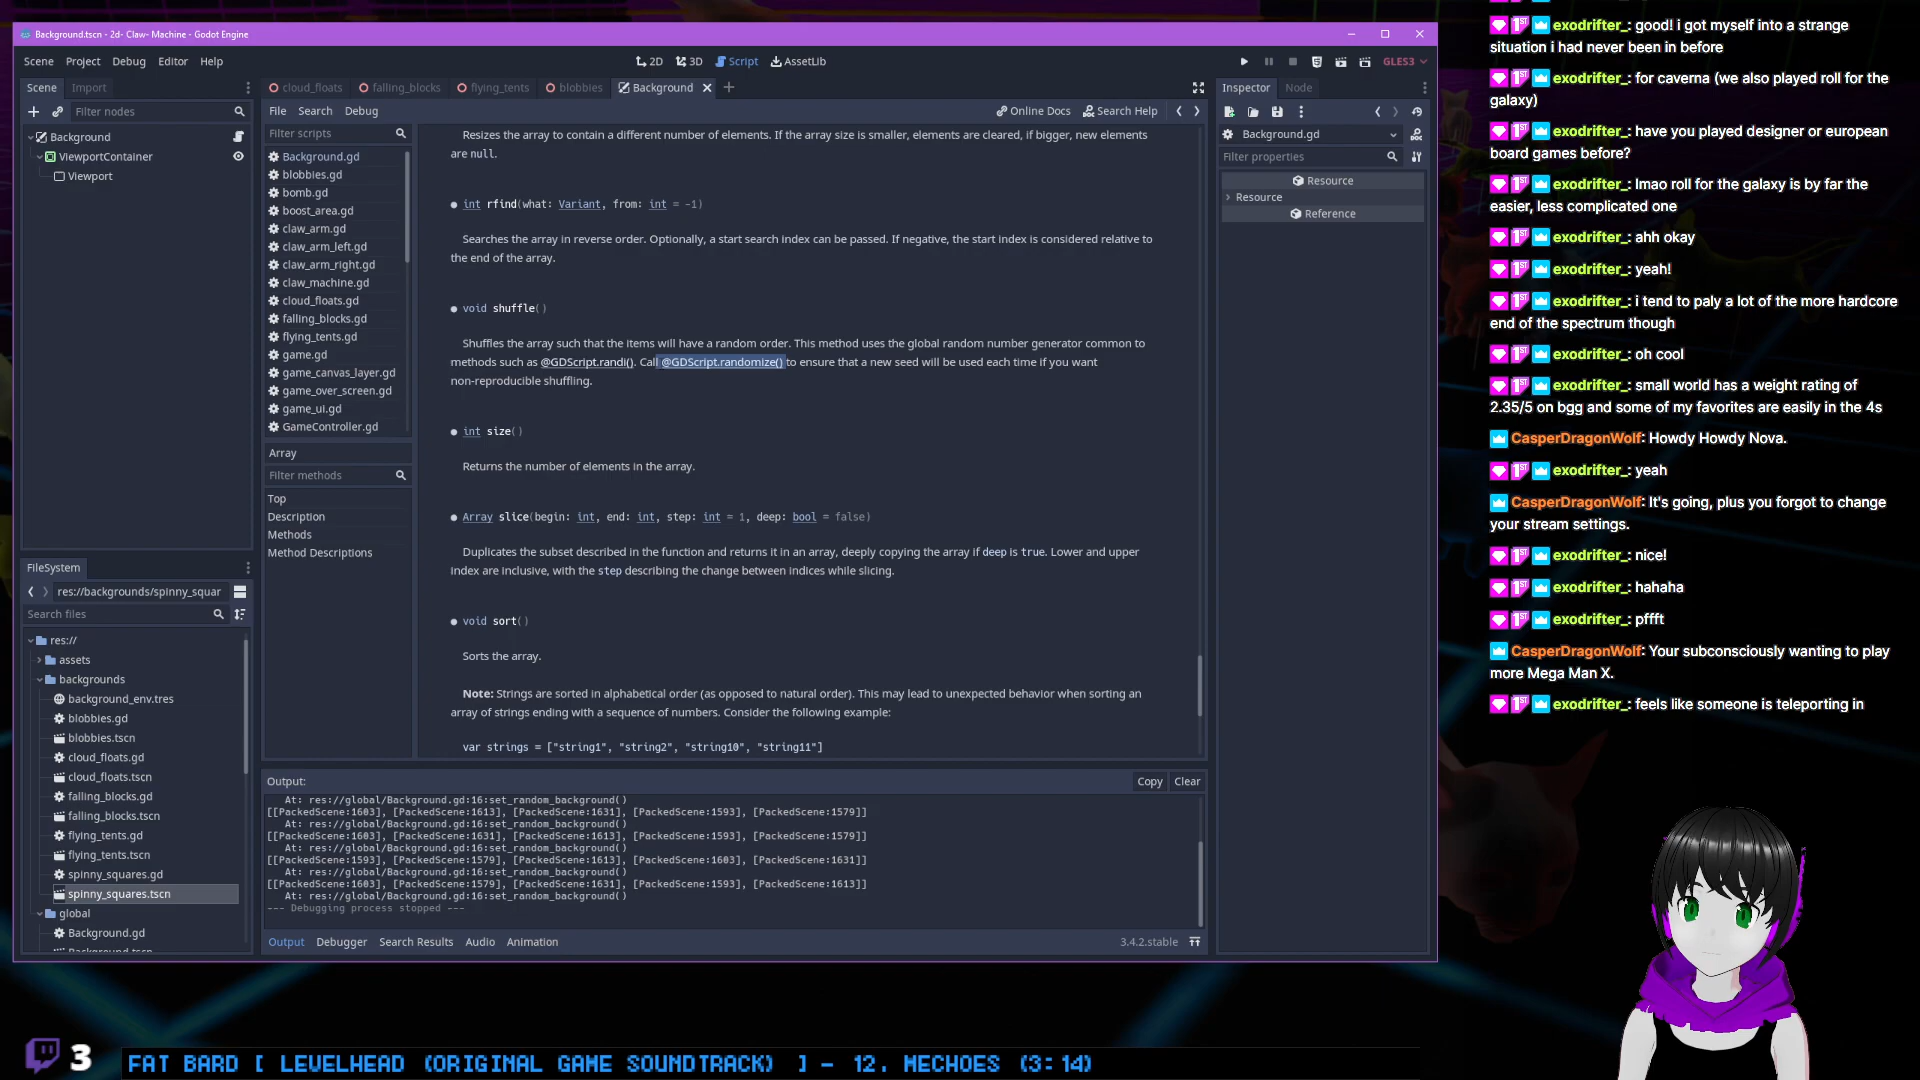 Background.tscn - 2d- Claw- Machine - Godot Engine
Scene Project Debug Editor Help
2D 3D Script AssetLib
GLES3
Scene Import
Filter nodes
Background
ViewportContainer
Viewport
cloud_floats falling_blocks flying_tents blobbies Background
File Search Debug
Online Docs Search Help
Filter scripts
Background.gd
blobbies.gd
bomb.gd
boost_area.gd
claw_arm.gd
claw_arm_left.gd
claw_arm_right.gd
claw_machine.gd
cloud_floats.gd
falling_blocks.gd
flying_tents.gd
game.gd
game_canvas_layer.gd
game_over_screen.gd
game_ui.gd
GameController.gd
Array
Filter methods
Top
Description
Methods
Method Descriptions
Resizes the array to contain a different number of elements. If the array size is smaller, elements are cleared, if bigger, new elements
are null.
int rfind(what: Variant, from: int = -1)
Searches the array in reverse order. Optionally, a start search index can be passed. If negative, the start index is considered relative to
the end of the array.
void shuffle()
Shuffles the array such that the items will have a random order. This method uses the global random number generator common to
methods such as @GDScript.randi(). Call @GDScript.randomize() to ensure that a new seed will be used each time if you want
non-reproducible shuffling.
int size()
Returns the number of elements in the array.
Array slice(begin: int, end: int, step: int = 1, deep: bool = false)
Duplicates the subset described in the function and returns it in an array, deeply copying the array if deep is true. Lower and upper
index are inclusive, with the step describing the change between indices while slicing.
void sort()
Sorts the array.
Note: Strings are sorted in alphabetical order (as opposed to natural order). This may lead to unexpected behavior when sorting an
array of strings ending with a sequence of numbers. Consider the following example:
var strings = ["string1", "string2", "string10", "string11"]
Inspector Node
Background.gd
Filter properties
Resource
Resource
Reference
FileSystem
res://backgrounds/spinny_squar
Search files
res://
assets
backgrounds
background_env.tres
blobbies.gd
blobbies.tscn
cloud_floats.gd
cloud_floats.tscn
falling_blocks.gd
falling_blocks.tscn
flying_tents.gd
flying_tents.tscn
spinny_squares.gd
spinny_squares.tscn
global
Background.gd
Background.tscn
Output:
Copy Clear
At: res://global/Background.gd:16:set_random_background()
[[PackedScene:1603], [PackedScene:1613], [PackedScene:1631], [PackedScene:1593], [PackedScene:1579]]
At: res://global/Background.gd:16:set_random_background()
[[PackedScene:1603], [PackedScene:1631], [PackedScene:1613], [PackedScene:1593], [PackedScene:1579]]
At: res://global/Background.gd:16:set_random_background()
[[PackedScene:1593], [PackedScene:1579], [PackedScene:1613], [PackedScene:1603], [PackedScene:1631]]
At: res://global/Background.gd:16:set_random_background()
[[PackedScene:1603], [PackedScene:1579], [PackedScene:1631], [PackedScene:1593], [PackedScene:1613]]
At: res://global/Background.gd:16:set_random_background()
--- Debugging process stopped ---
Output Debugger Search Results Audio Animation
3.4.2.stable
exodrifter_: good! i got myself into a strange
situation i had never been in before
exodrifter_: for caverna (we also played roll for the
galaxy)
exodrifter_: have you played designer or european
board games before?
exodrifter_: lmao roll for the galaxy is by far the
easier, less complicated one
exodrifter_: ahh okay
exodrifter_: yeah!
exodrifter_: i tend to paly a lot of the more hardcore
end of the spectrum though
exodrifter_: oh cool
exodrifter_: small world has a weight rating of
2.35/5 on bgg and some of my favorites are easily in the 4s
CasperDragonWolf: Howdy Howdy Nova.
exodrifter_: yeah
CasperDragonWolf: It's going, plus you forgot to change
your stream settings.
exodrifter_: nice!
exodrifter_: hahaha
exodrifter_: pffft
CasperDragonWolf: Your subconsciously wanting to play
more Mega Man X.
exodrifter_: feels like someone is teleporting in
3
FAT BARD [ LEVELHEAD (ORIGINAL GAME SOUNDTRACK) ] - 12. MECHOES (3:14)